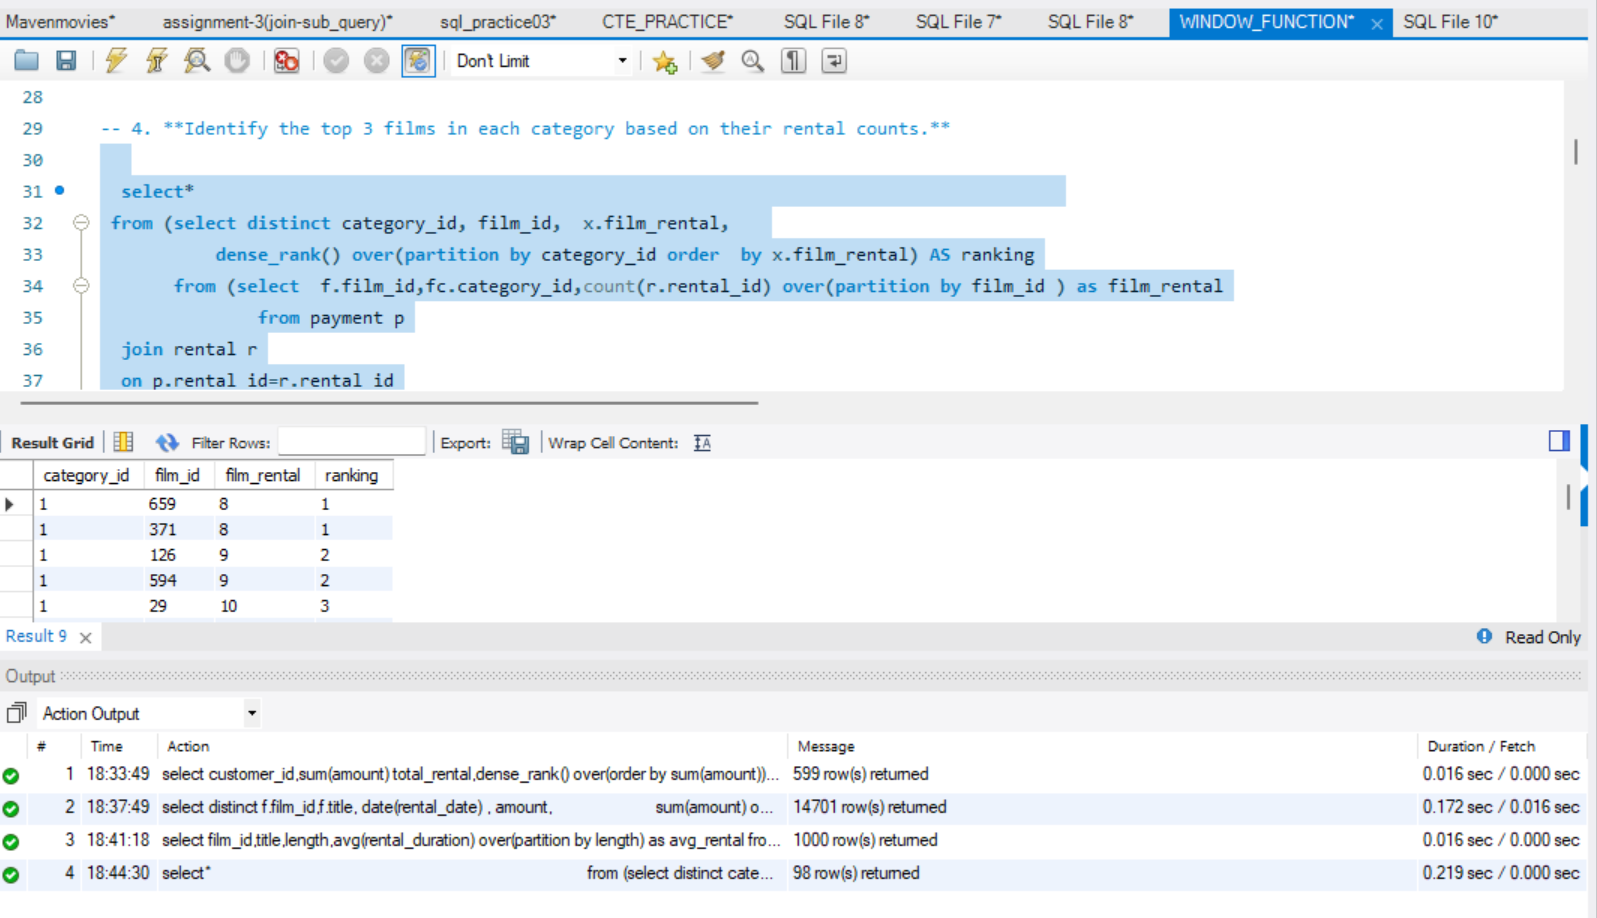 Mavenmovies* assignment-3(join-sub_query)* sql_practice03* CTE_PRACTICE* SQL File 8* SQL File 7* SQL File 8* WINDOW_FUNCTION* SQL File 10*
Don't Limit
28
29 -- 4. **Identify the top 3 films in each category based on their rental counts.**
30
31 select*
32 from (select distinct category_id, film_id, x.film_rental,
33 dense_rank() over(partition by category_id order by x.film_rental) AS ranking
34 from (select f.film_id,fc.category_id,count(r.rental_id) over(partition by film_id ) as film_rental
35 from payment p
36 join rental r
37 on p.rental_id=r.rental_id
Result Grid Filter Rows: Export: Wrap Cell Content:
category_id film_id film_rental ranking
1 659 8 1
1 371 8 1
1 126 9 2
1 594 9 2
1 29 10 3
Result 9 Read Only
Output
Action Output
# Time Action Message Duration / Fetch
1 18:33:49 select customer_id,sum(amount) total_rental,dense_rank() over(order by sum(amount))... 599 row(s) returned 0.016 sec / 0.000 sec
2 18:37:49 select distinct f.film_id,f.title, date(rental_date) , amount, sum(amount) o... 14701 row(s) returned 0.172 sec / 0.016 sec
3 18:41:18 select film_id,title,length,avg(rental_duration) over(partition by length) as avg_rental fro... 1000 row(s) returned 0.016 sec / 0.000 sec
4 18:44:30 select* from (select distinct cate... 98 row(s) returned 0.219 sec / 0.000 sec